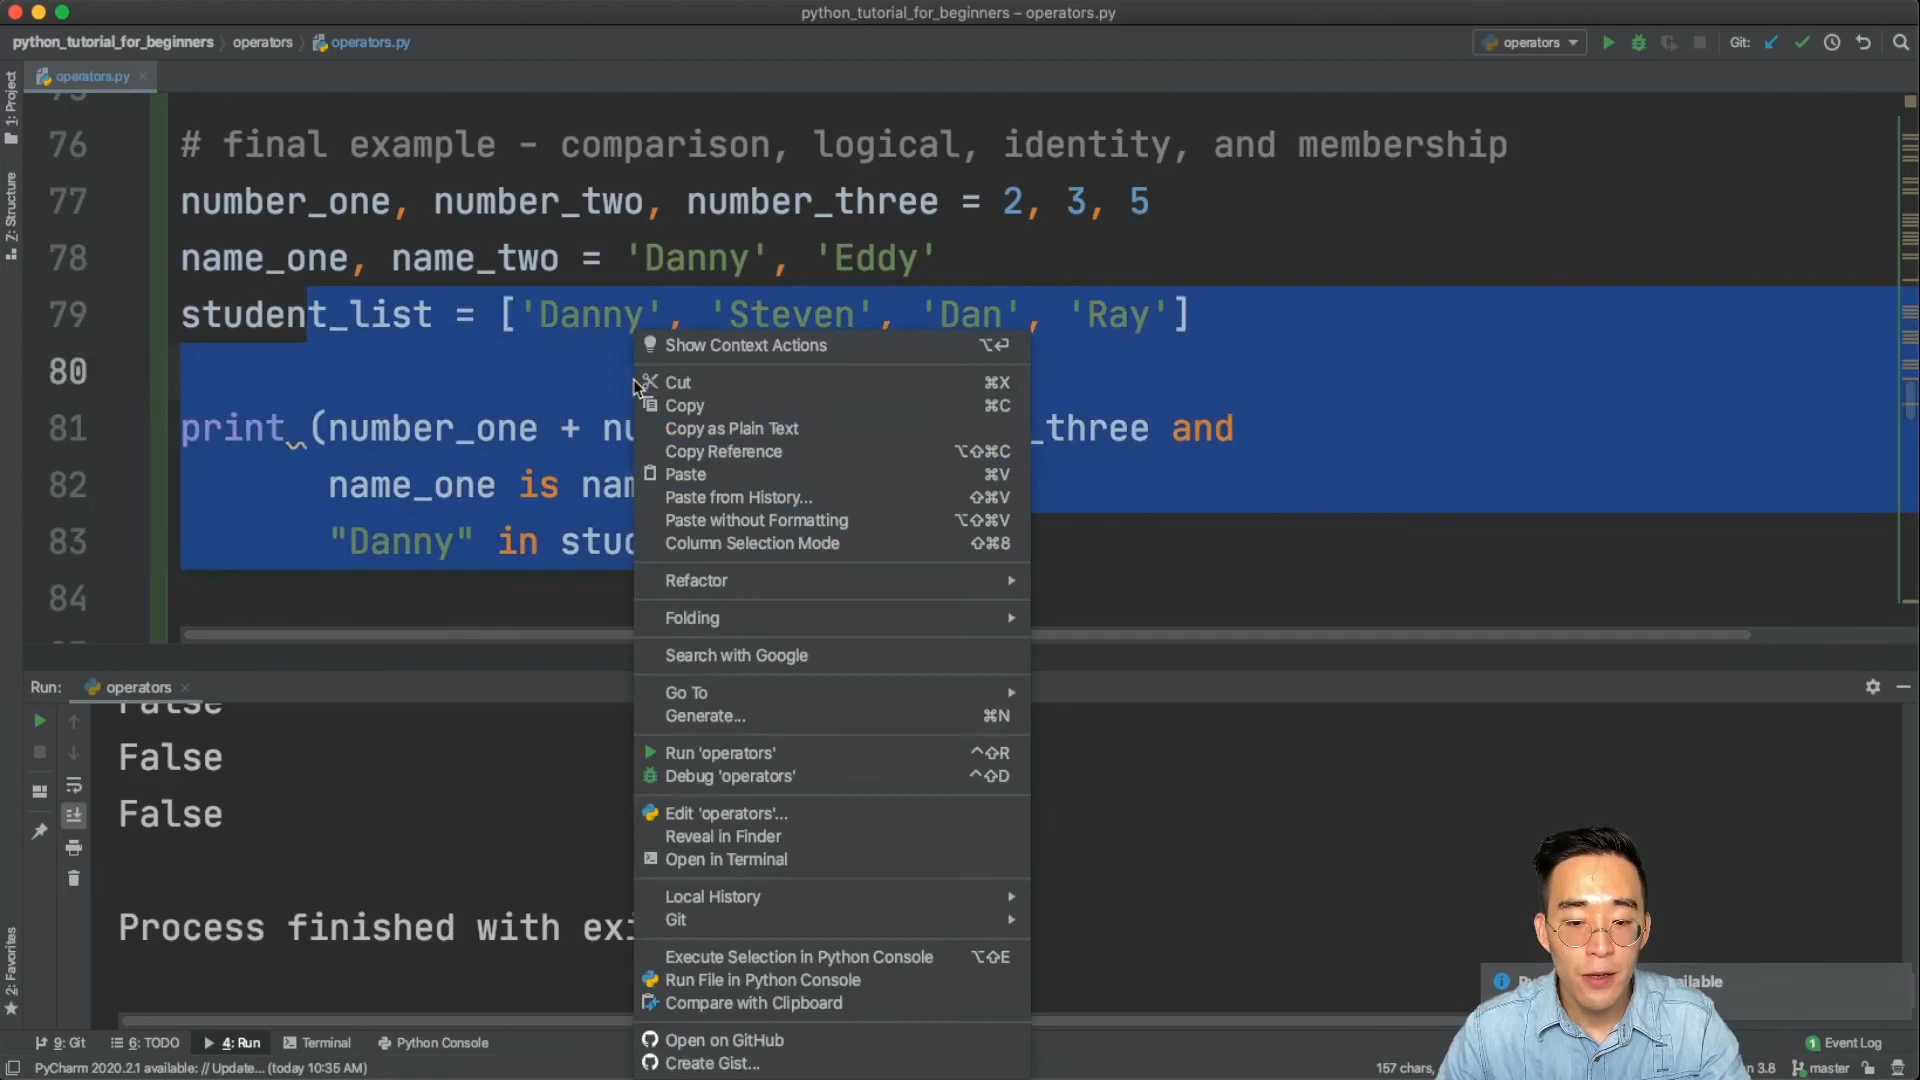 python_tutorial_for_beginners – operators.py
python_tutorial_for_beginners operators operators.py
operators
Git:
operators.py
1: Project
Z: Structure
2: Favorites
76 # final example - comparison, logical, identity, and membership
77 number_one, number_two, number_three = 2, 3, 5
78 name_one, name_two = 'Danny', 'Eddy'
79 student_list = ['Danny', 'Steven', 'Dan', 'Ray']
80
81 print (number_one + _three and
82 name_one is
83 "Danny" in
84
Show Context Actions ⌥⏎
Cut ⌘X
Copy ⌘C
Copy as Plain Text
Copy Reference ⌥⇧⌘C
Paste ⌘V
Paste from History... ⇧⌘V
Paste without Formatting ⌥⇧⌘V
Column Selection Mode ⇧⌘8
Refactor
Folding
Search with Google
Go To
Generate... ⌘N
Run 'operators' ^⇧R
Debug 'operators' ^⇧D
Edit 'operators'...
Reveal in Finder
Open in Terminal
Local History
Git
Execute Selection in Python Console ⌥⇧E
Run File in Python Console
Compare with Clipboard
Open on GitHub
Create Gist...
Run: operators
False
False
False
Process finished with
9: Git 6: TODO 4: Run Terminal Python Console
1 Event Log
PyCharm 2020.2.1 available: // Update... (today 10:35 AM)
157 chars, 3.8 master